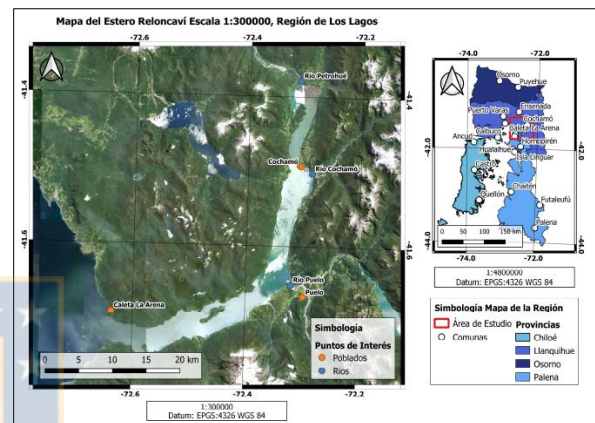 Mapa del Estero Reloncaví Escala 1:300000, Región de Los Lagos
-72.6
-72.4
-72.2
-41.4
-41.4
Río Petrohué
Cochamó
Río Cochamó
-41.6
-41.6
Río Puelo
Puelo
Caleta La Arena
Simbología
Puntos de Interés
Poblados
Ríos
0 5 10 15 20 km
-72.6
-72.4
-72.2
1:300000
Datum: EPGS:4326 WGS 84
-74.0
-72.0
Osorno
Puyehue
Ensenada
Puerto Varas
Cochamó
Caleta La Arena
Calbuco
Ancud
-42.0
-42.0
Hualaihué
Hornopirén
Isla Llinguar
Castro
Chaitén
Futaleufú
Quellón
Palena
0 50 100 150 km
-44.0
-44.0
-74.0
-72.0
1:4800000
Datum: EPGS:4326 WGS 84
Simbología Mapa de la Región
Área de Estudio
Comunas
Provincias
Chiloé
Llanquihue
Osorno
Palena